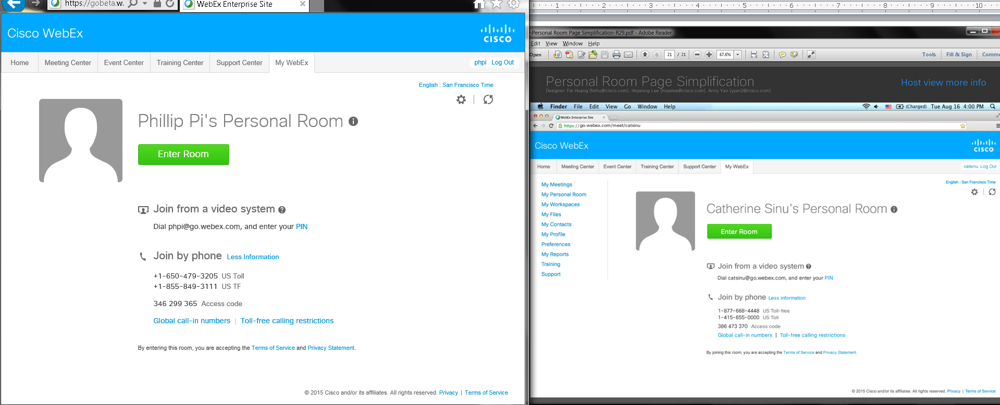 https://gobeta.w.
WebEx Enterprise Site
Cisco WebEx
CISCO
Home
Meeting Center
Event Center
Training Center
Support Center
My WebEx
phpi
Log Out
English : San Francisco Time
Phillip Pi's Personal Room
Enter Room
Join from a video system
Dial phpi@go.webex.com, and enter your PIN
Join by phone Less Information
+1-650-479-3205 US Toll
+1-855-849-3111 US TF
346 299 365 Access code
Global call-in numbers | Toll-free calling restrictions
By entering this room, you are accepting the Terms of Service and Privacy Statement.
© 2015 Cisco and/or its affiliates. All rights reserved. Privacy | Terms of Service
1 2 3 4 5 6 7 8 9 10
-Personal Room Page Simplification-R29.pdf - Adobe Reader
Edit View Window Help
Open
21 / 21
67.6%
Tools
Fill & Sign
Comme
Personal Room Page Simplification
Host view more info
Designer: Fei Huang (feihu@cisco.com), Hoyeong Lee (hoyelee@cisco.com), Anny Yan (yyan2@cisco.com)
Finder File Edit View Go Window Help
(Charged) Tue Aug 16 4:00 PM
WebEx Enterprise Site
https://go.webex.com/meet/catsinu
Cisco WebEx
CISCO
Home
Meeting Center
Event Center
Training Center
Support Center
My WebEx
catsinu Log Out
English : San Francisco Time
My Meetings
My Personal Room
My Workspaces
My Files
My Contacts
My Profile
Preferences
My Reports
Training
Support
Catherine Sinu's Personal Room
Enter Room
Join from a video system
Dial catsinu@go.webex.com, and enter your PIN
Join by phone Less information
1-877-668-4448 US Toll-free
1-415-655-0000 US Toll
386 473 370 Access code
Global call-in numbers | Toll-free calling restrictions
By joining this room, you are accepting the Terms of Service and Privacy Statement.
© 2015 Cisco and/or its affiliates. All rights reserved. Privacy | Terms of Service